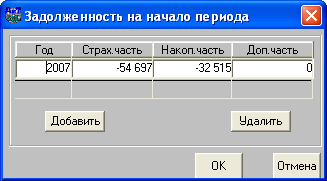 Задолженность на начало периода
Год Страх.часть Накоп.часть Доп.часть
2007 -54 697 -32 515 0
Добавить Удалить
OK Отмена